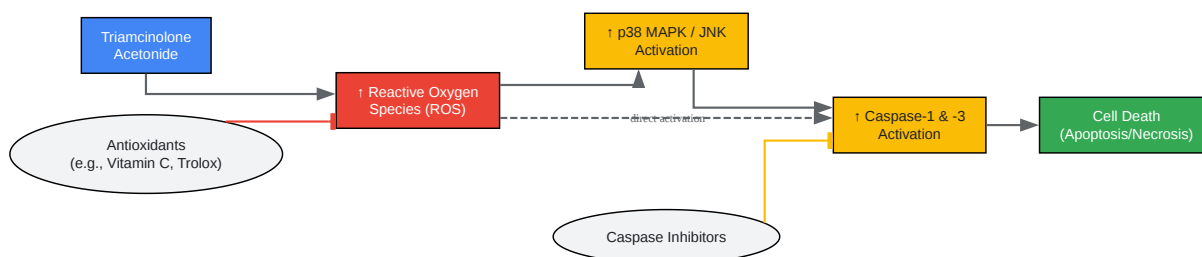 Triamcinolone
Acetonide
↑ Reactive Oxygen
Species (ROS)
Antioxidants
(e.g., Vitamin C, Trolox)
↑ p38 MAPK / JNK
Activation
direct activation
↑ Caspase-1 & -3
Activation
Cell Death
(Apoptosis/Necrosis)
Caspase Inhibitors